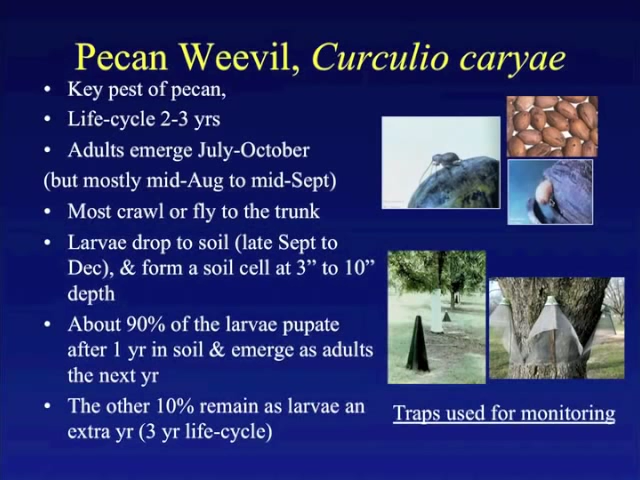 Pecan Weevil, Curculio caryae
• Key pest of pecan,
• Life-cycle 2-3 yrs
• Adults emerge July-October
(but mostly mid-Aug to mid-Sept)
• Most crawl or fly to the trunk
• Larvae drop to soil (late Sept to
Dec), & form a soil cell at 3” to 10”
depth
• About 90% of the larvae pupate
after 1 yr in soil & emerge as adults
the next yr
• The other 10% remain as larvae an
extra yr (3 yr life-cycle)
Traps used for monitoring